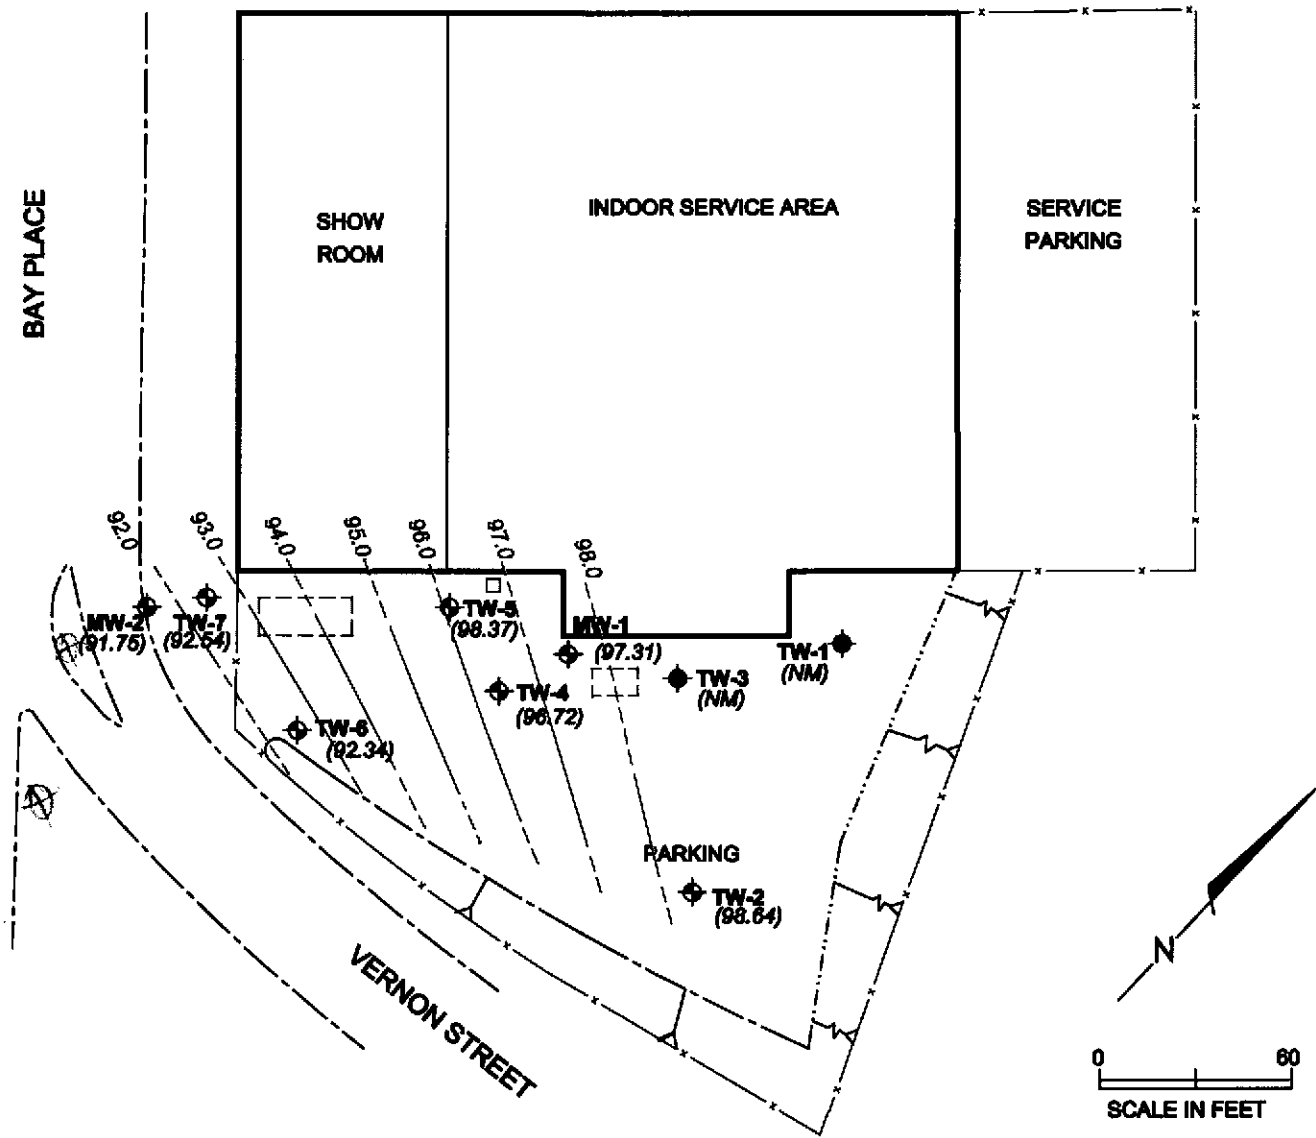 BAY PLACE
SHOW
ROOM
INDOOR SERVICE AREA
SERVICE
PARKING
92.0
93.0
94.0
95.0
96.0
97.0
98.0
MW-2
(91.75)
TW-7
(92.54)
TW-5
(98.37)
MW-1
(97.31)
TW-1
(NM)
TW-3
(NM)
TW-4
(96.72)
TW-6
(92.34)
PARKING
TW-2
(98.64)
VERNON STREET
N
0 60
SCALE IN FEET